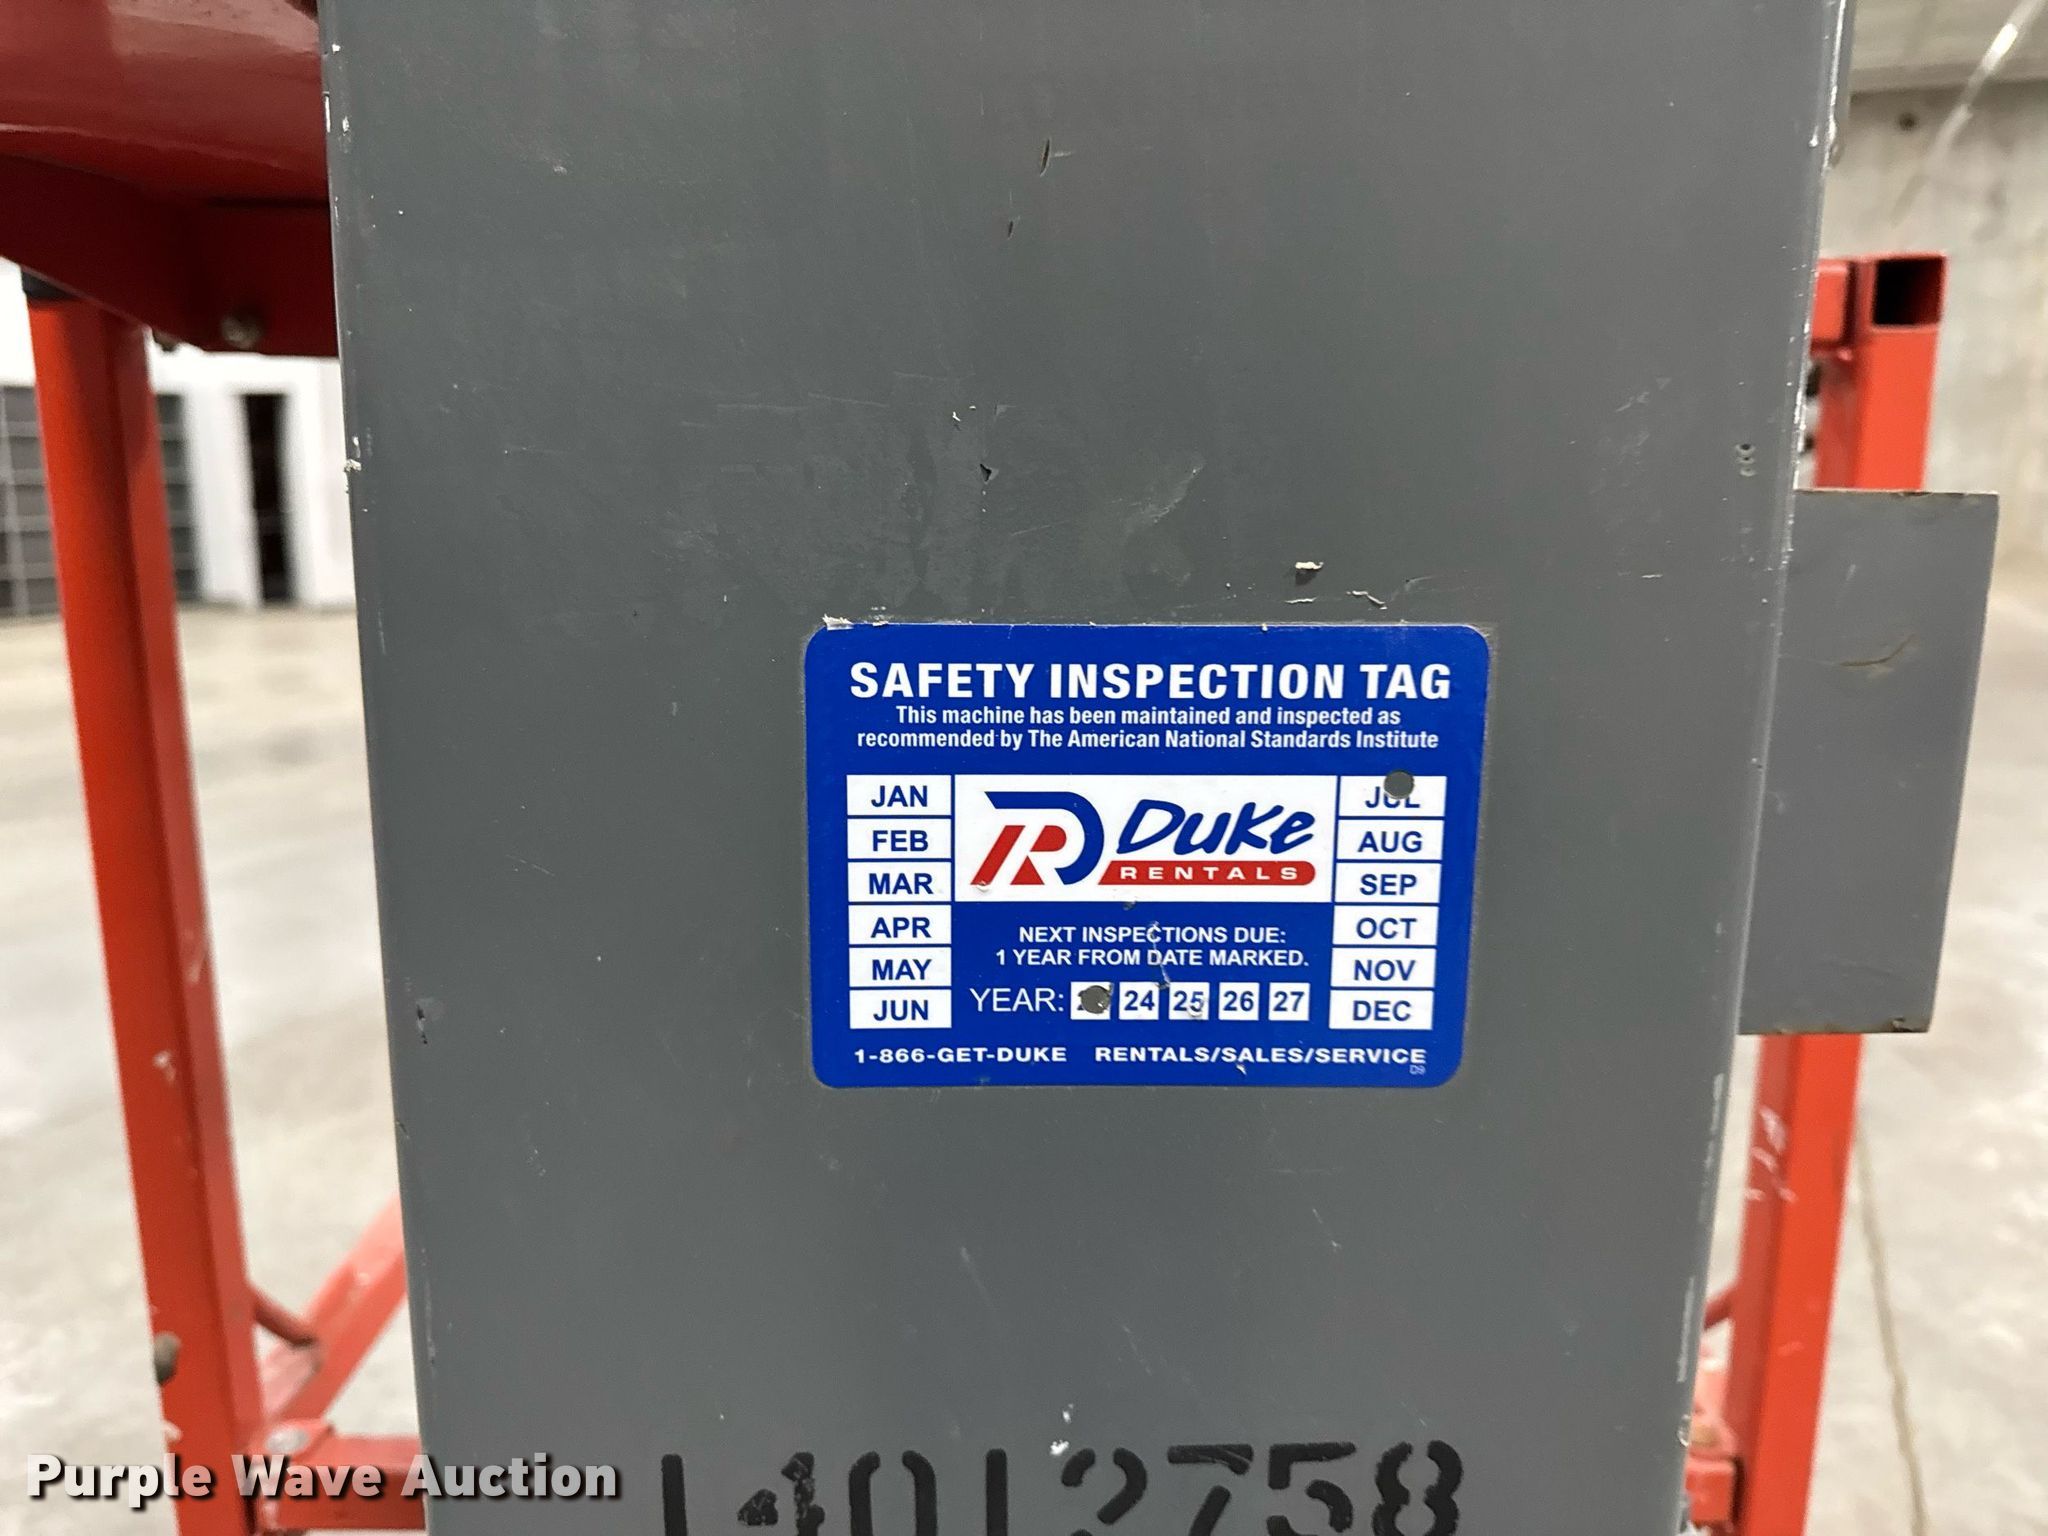 SAFETY INSPECTION TAG
This machine has been maintained and inspected as
recommended by The American National Standards Institute
JAN
FEB
MAR
APR
MAY
JUN
DUKE
RENTALS
NEXT INSPECTIONS DUE:
1 YEAR FROM DATE MARKED.
YEAR: 24 25 26 27
JUL
AUG
SEP
OCT
NOV
DEC
1-866-GET-DUKE RENTALS/SALES/SERVICE
D9
14012758
Purple Wave Auction